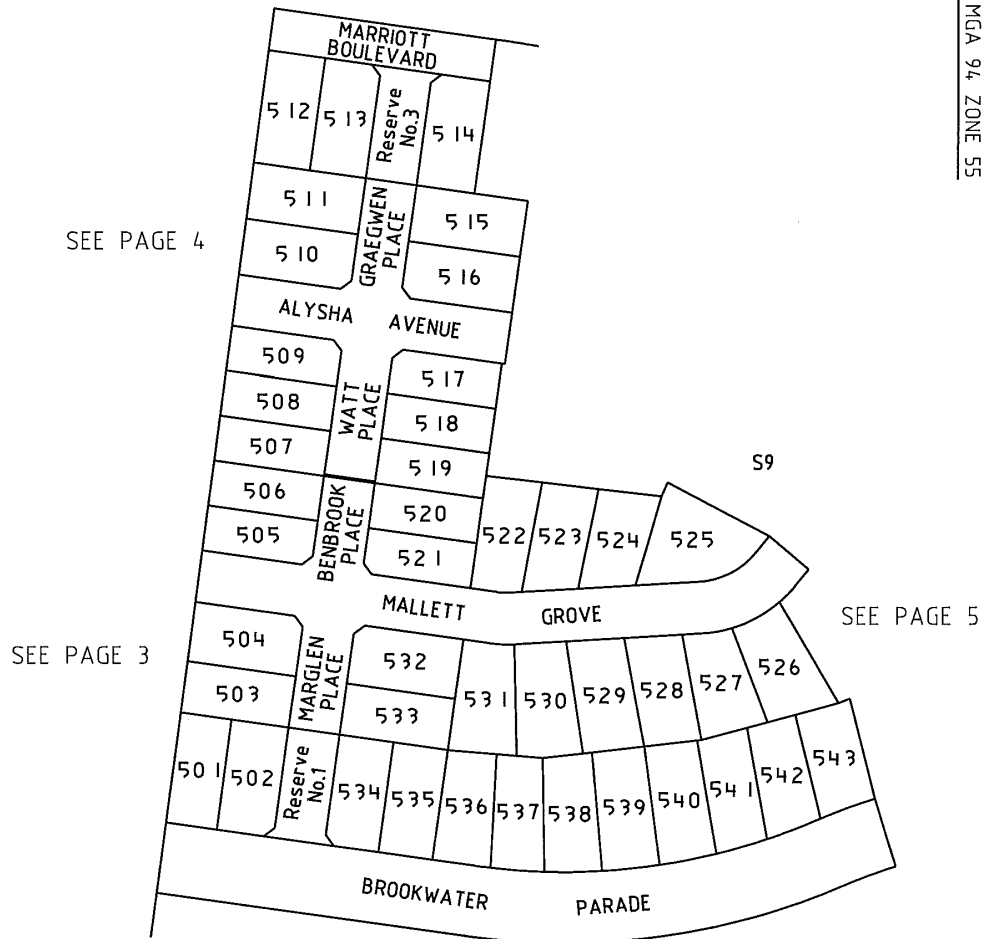 MGA 94 ZONE 55
MARRIOTT
BOULEVARD
512
513
Reserve
No.3
514
511
GRAEGWEN
PLACE
515
SEE PAGE 4
510
516
ALYSHA AVENUE
509
517
508
WATT
PLACE
518
507
519
S9
506
BENBROOK
PLACE
520
505
521
522
523
524
525
MALLETT GROVE
SEE PAGE 5
504
MARGLEN
PLACE
532
SEE PAGE 3
503
533
531
530
529
528
527
526
501
502
Reserve
No.1
534
535
536
537
538
539
540
541
542
543
BROOKWATER PARADE